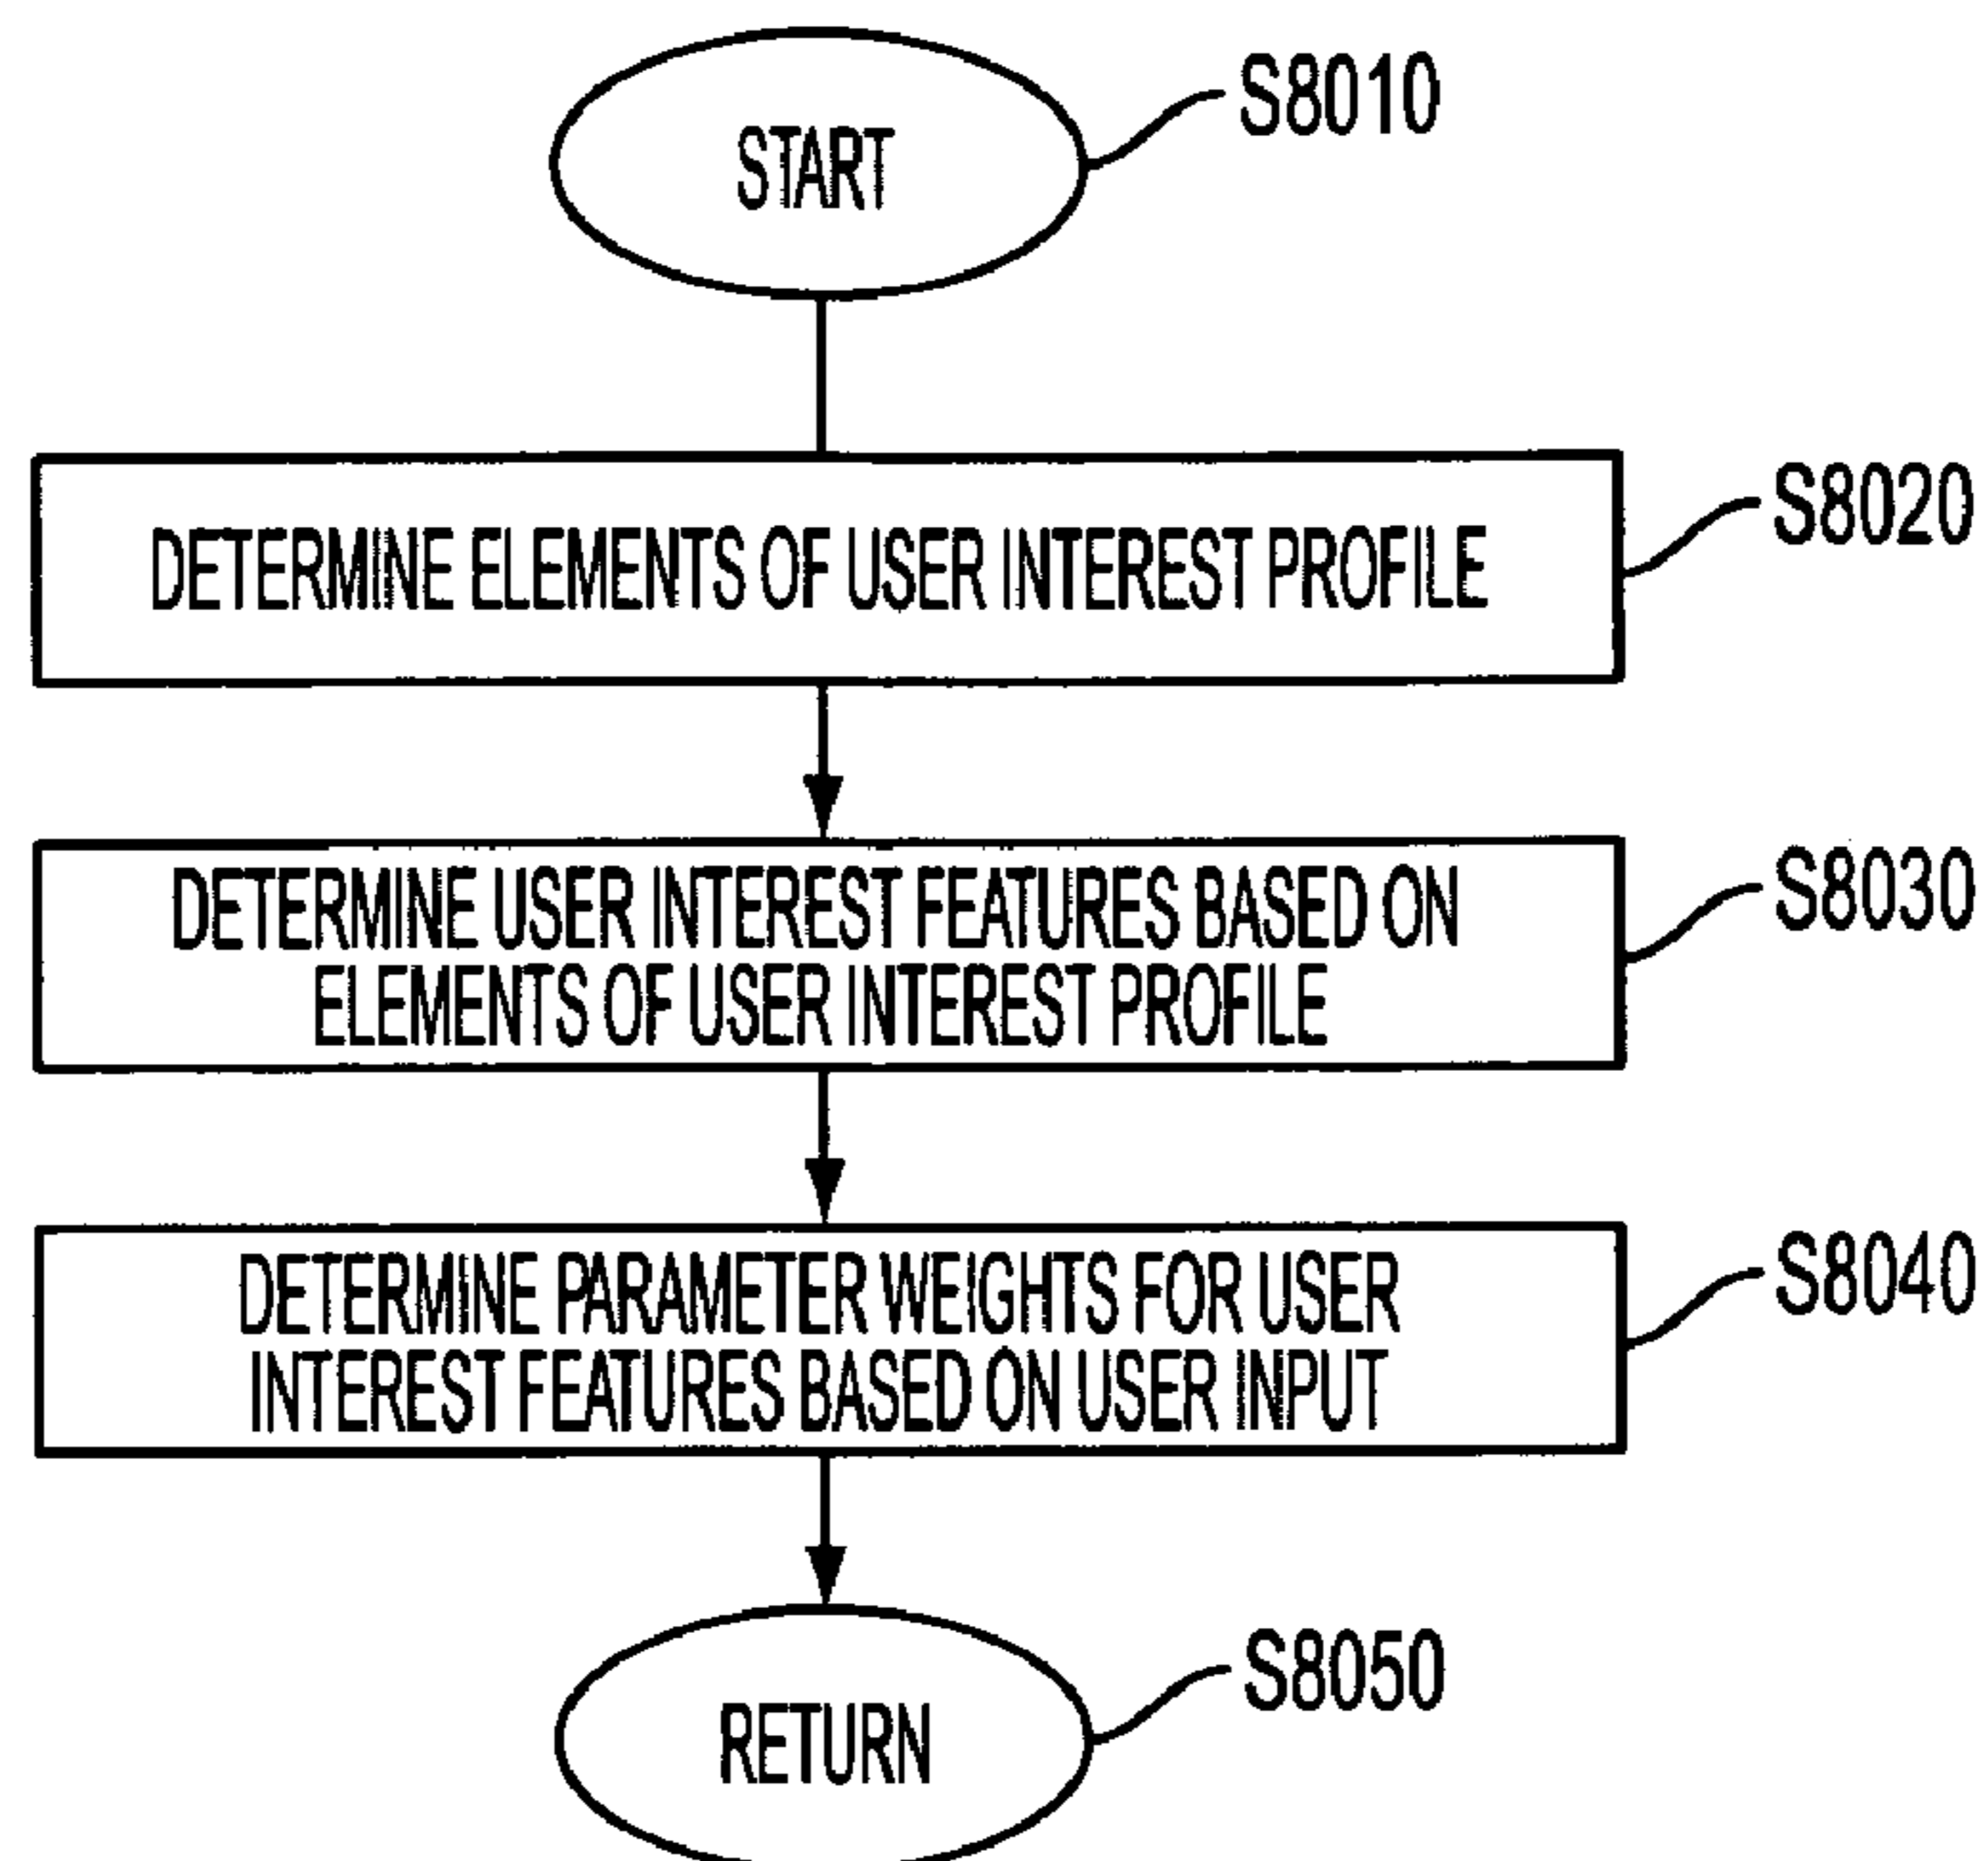 START
S8010
DETERMINE ELEMENTS OF USER INTEREST PROFILE
S8020
DETERMINE USER INTEREST FEATURES BASED ON
ELEMENTS OF USER INTEREST PROFILE
S8030
DETERMINE PARAMETER WEIGHTS FOR USER
INTEREST FEATURES BASED ON USER INPUT
S8040
RETURN
S8050